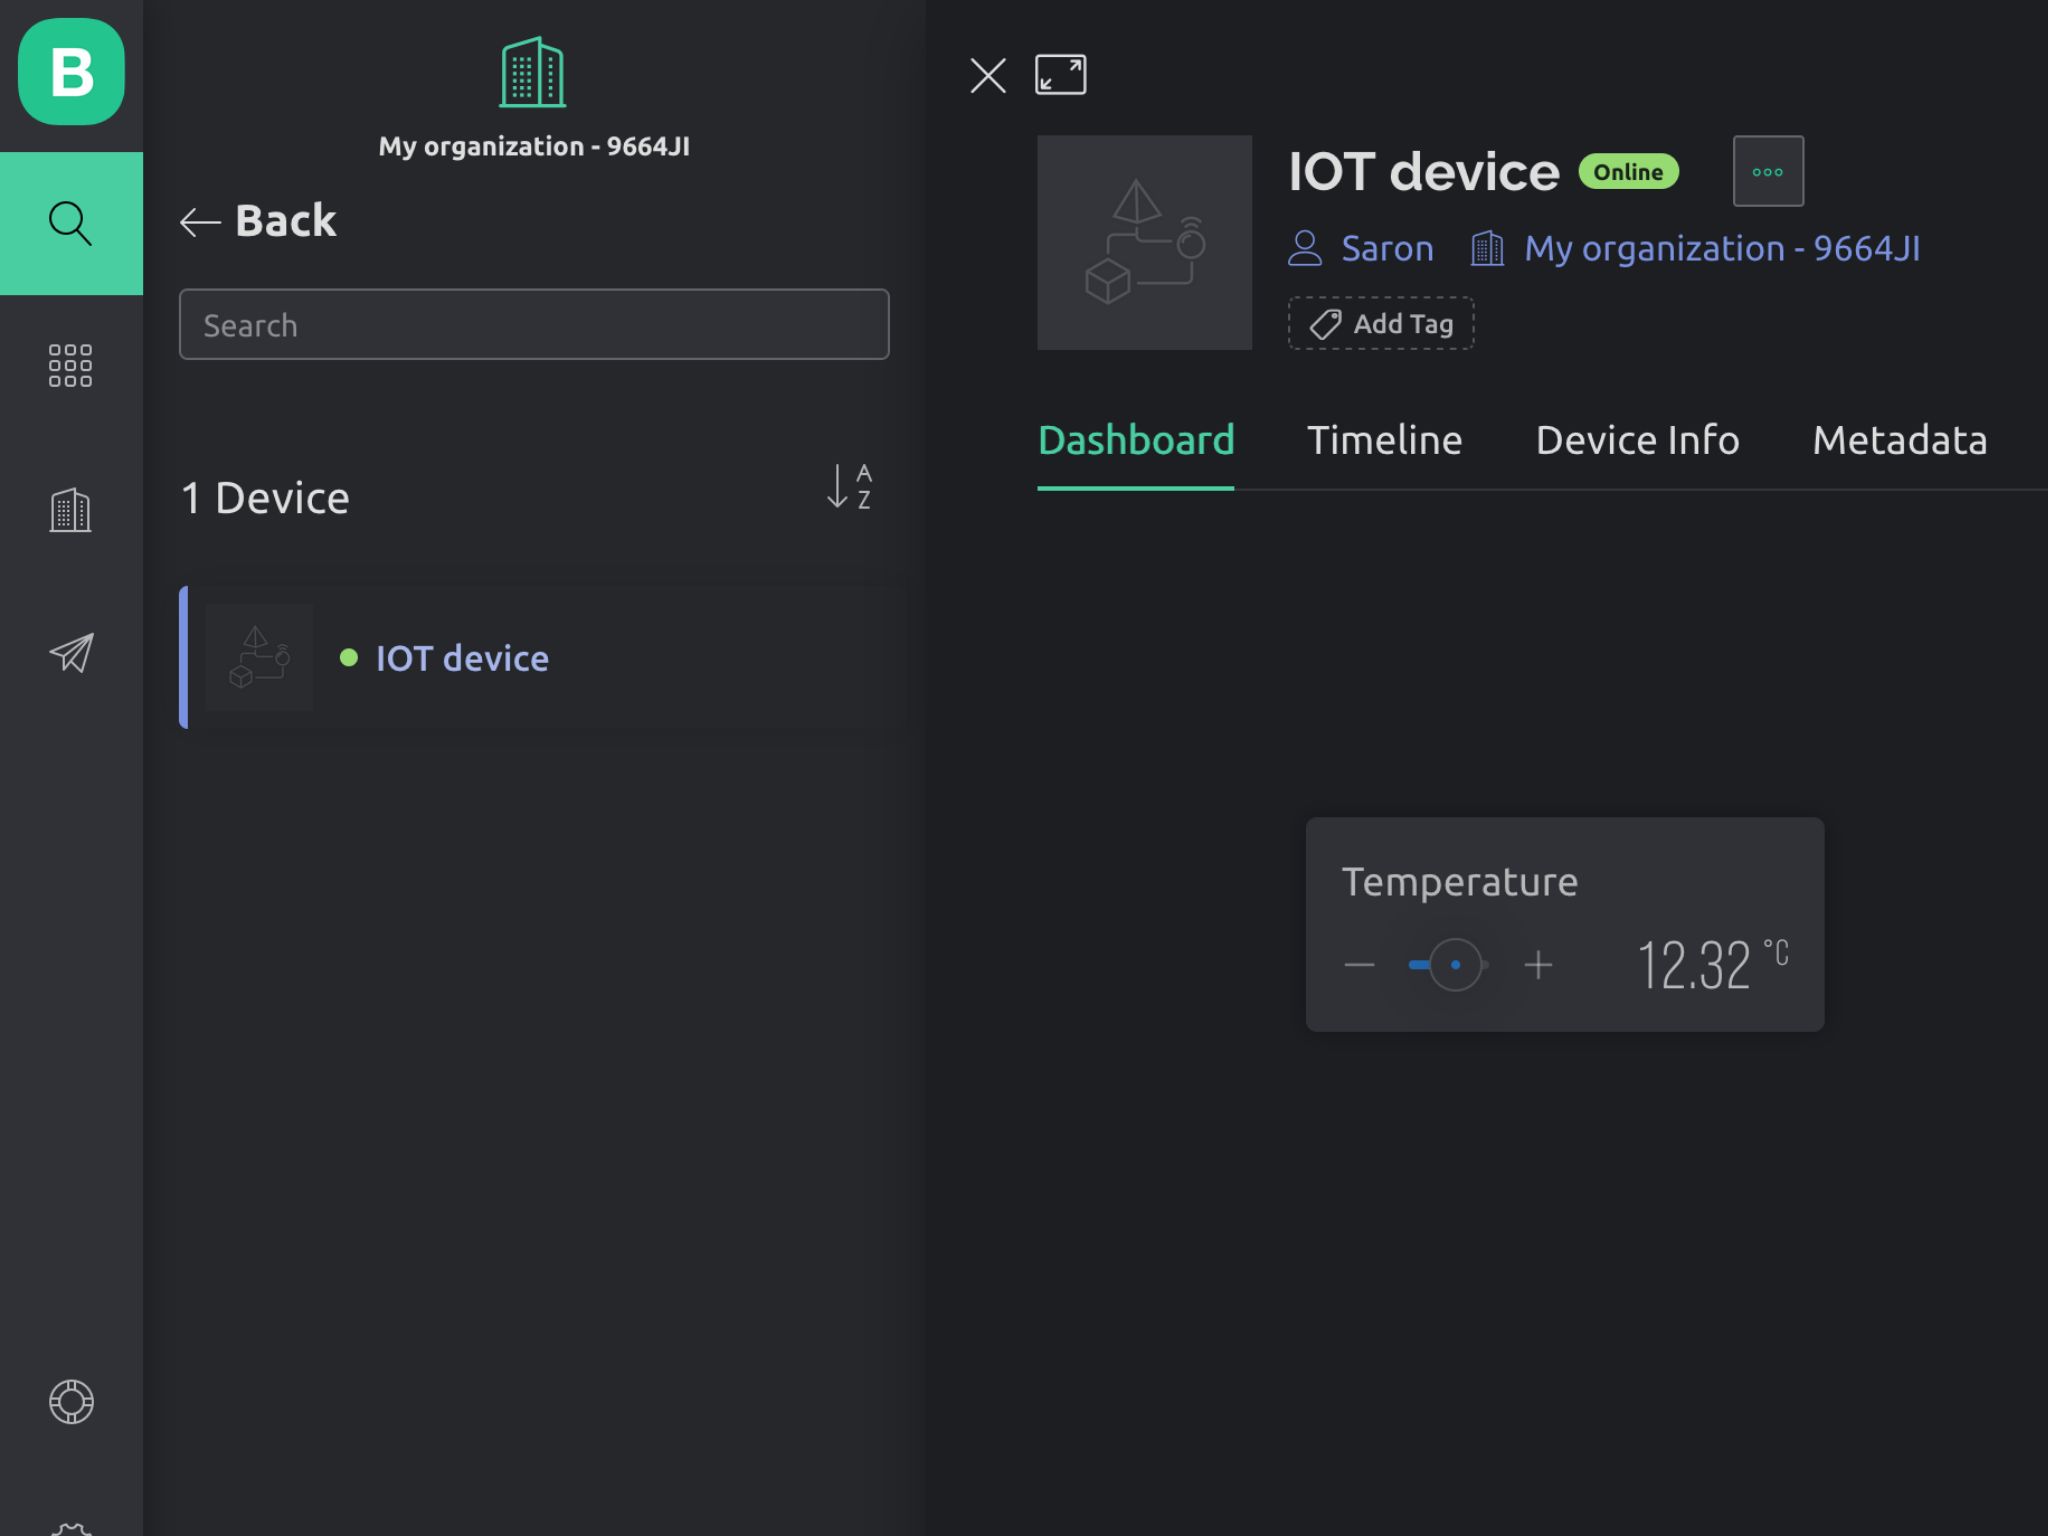 B
My organization - 9664JI
Back
Search
1 Device
A
Z
IOT device
IOT device
Online
Saron
My organization - 9664JI
Add Tag
Dashboard
Timeline
Device Info
Metadata
Temperature
12.32 °C